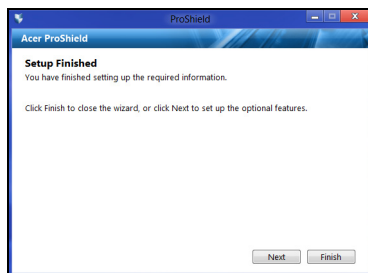 ProShield
Acer ProShield
Setup Finished
You have finished setting up the required information.
Click Finish to close the wizard, or click Next to set up the optional features.
Next
Finish